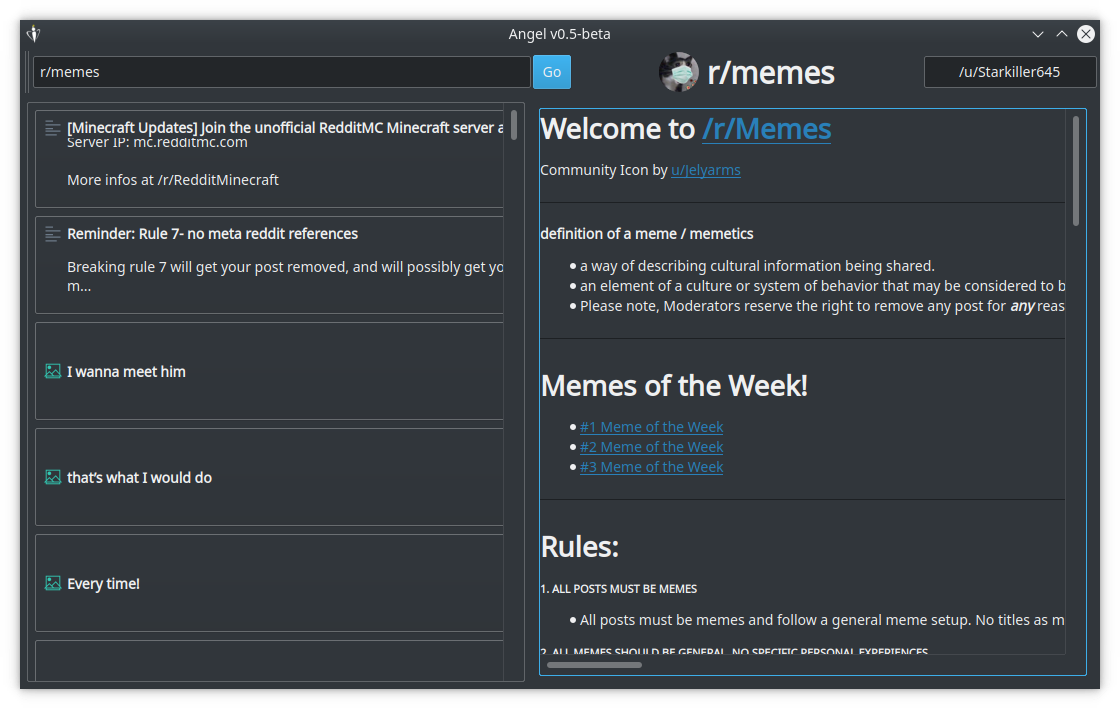 Angel v0.5-beta
r/memes
Go
r/memes
/u/Starkiller645
[Minecraft Updates] Join the unofficial RedditMC Minecraft server a
Server IP: mc.redditmc.com
More infos at /r/RedditMinecraft
Reminder: Rule 7- no meta reddit references
Breaking rule 7 will get your post removed, and will possibly get yo
m...
I wanna meet him
that's what I would do
Every time!
Welcome to /r/Memes
Community Icon by u/Jelyarms
definition of a meme / memetics
• a way of describing cultural information being shared.
• an element of a culture or system of behavior that may be considered to b
• Please note, Moderators reserve the right to remove any post for any reas
Memes of the Week!
• #1 Meme of the Week
• #2 Meme of the Week
• #3 Meme of the Week
Rules:
1. ALL POSTS MUST BE MEMES
• All posts must be memes and follow a general meme setup. No titles as m
2. ALL MEMES SHOULD BE GENERAL, NO SPECIFIC PERSONAL EXPERIENCES